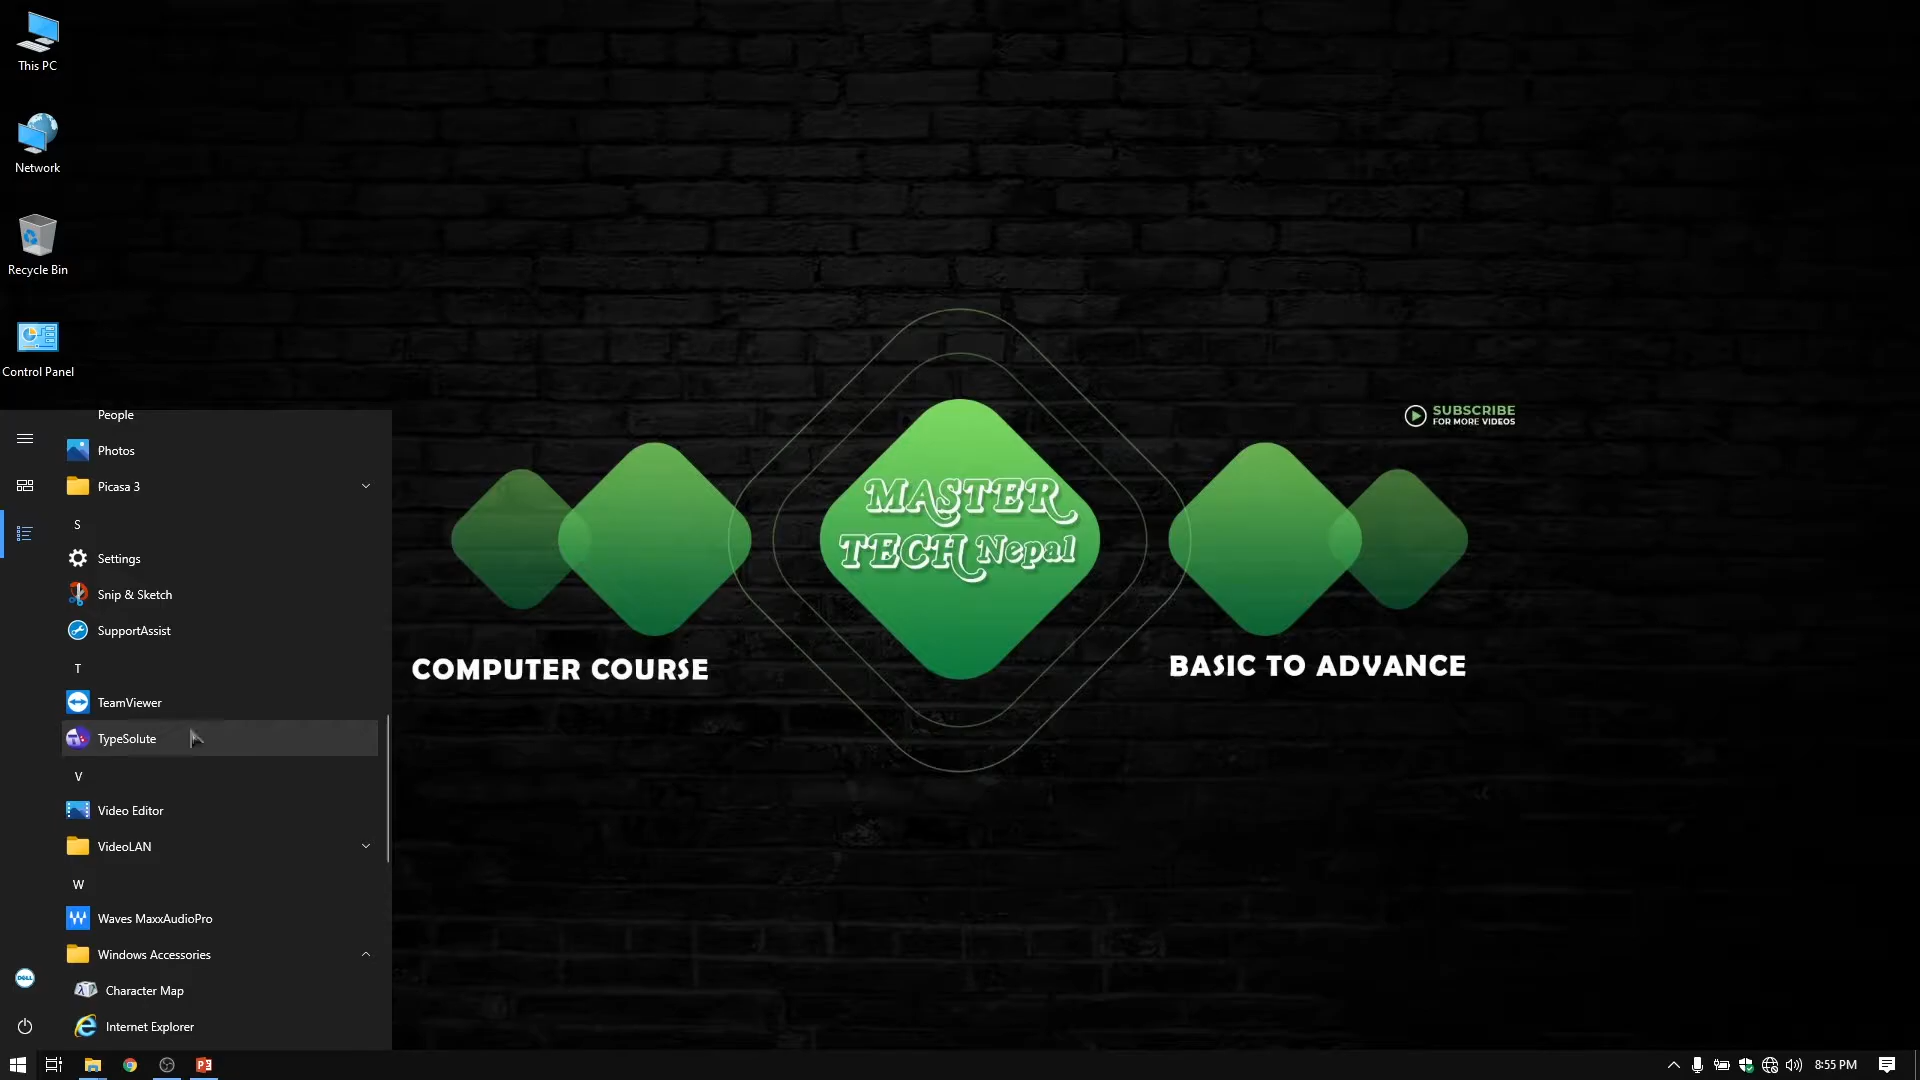 This PC
Network
Recycle Bin
Control Panel
People
Photos
Picasa 3
S
Settings
Snip & Sketch
SupportAssist
T
TeamViewer
TypeSolute
V
Video Editor
VideoLAN
W
Waves MaxxAudioPro
Windows Accessories
Character Map
Internet Explorer
DELL
SUBSCRIBE
FOR MORE VIDEOS
MASTER
TECH Nepal
COMPUTER COURSE
BASIC TO ADVANCE
8:55 PM